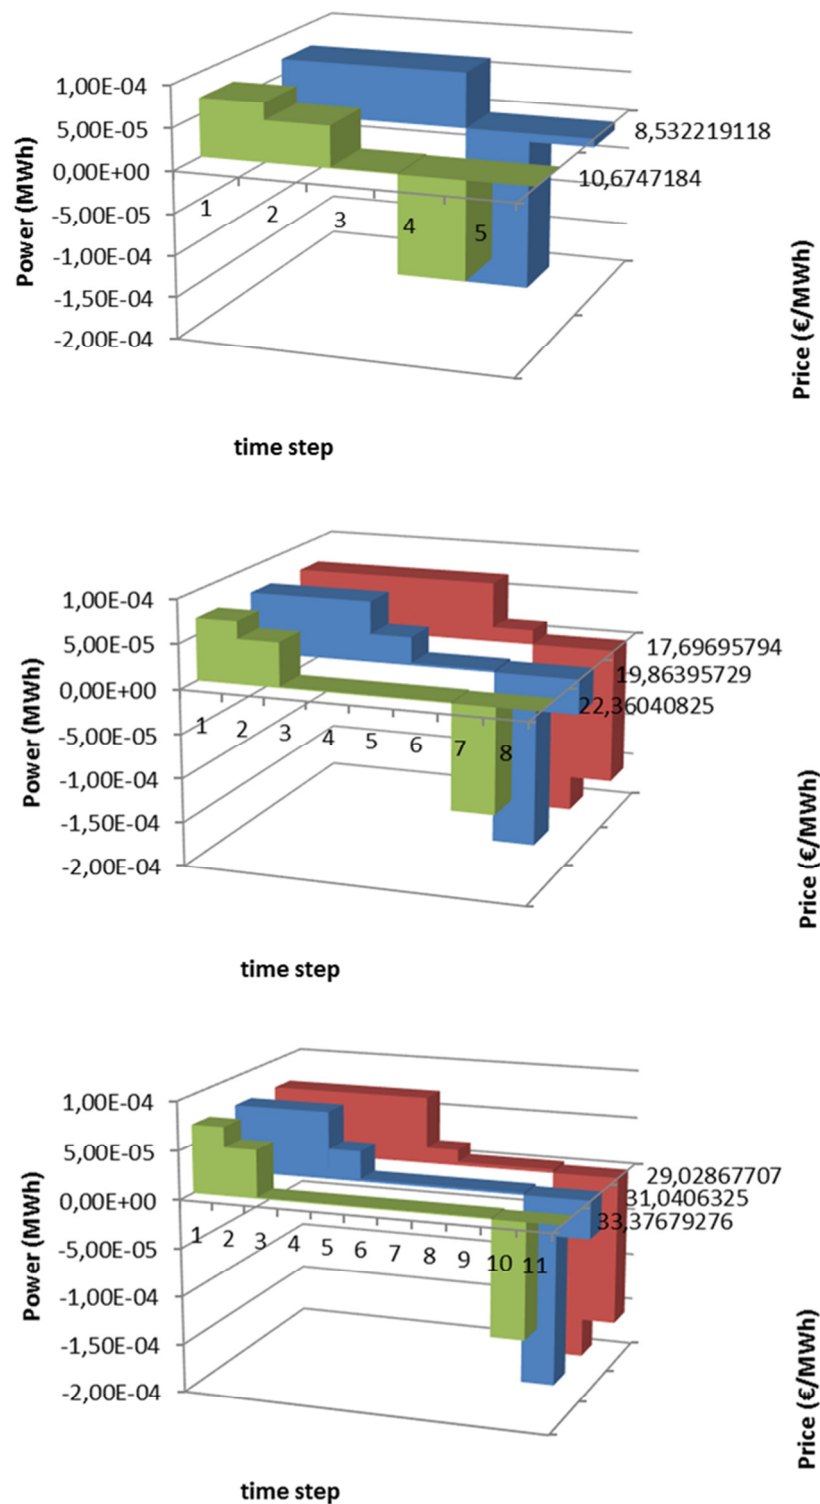 1,00E-04
5,00E-05
0,00E+00
-5,00E-05
-1,00E-04
-1,50E-04
-2,00E-04
Power (MWh)
1 2 3 4 5
8,532219118
10,6747184
Price (€/MWh)
time step
1,00E-04
5,00E-05
0,00E+00
-5,00E-05
-1,00E-04
-1,50E-04
-2,00E-04
Power (MWh)
1 2 3 4 5 6 7 8
17,69695794
19,86395729
22,36040825
Price (€/MWh)
time step
1,00E-04
5,00E-05
0,00E+00
-5,00E-05
-1,00E-04
-1,50E-04
-2,00E-04
Power (MWh)
1 2 3 4 5 6 7 8 9 10 11
29,02867707
31,0406325
33,37679276
Price (€/MWh)
time step